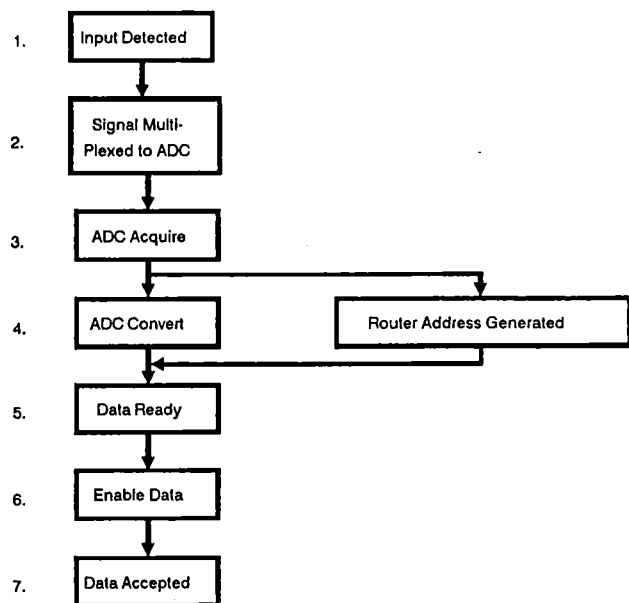 1. Input Detected
2. Signal Multi-
Plexed to ADC
3. ADC Acquire
4. ADC Convert Router Address Generated
5. Data Ready
6. Enable Data
7. Data Accepted